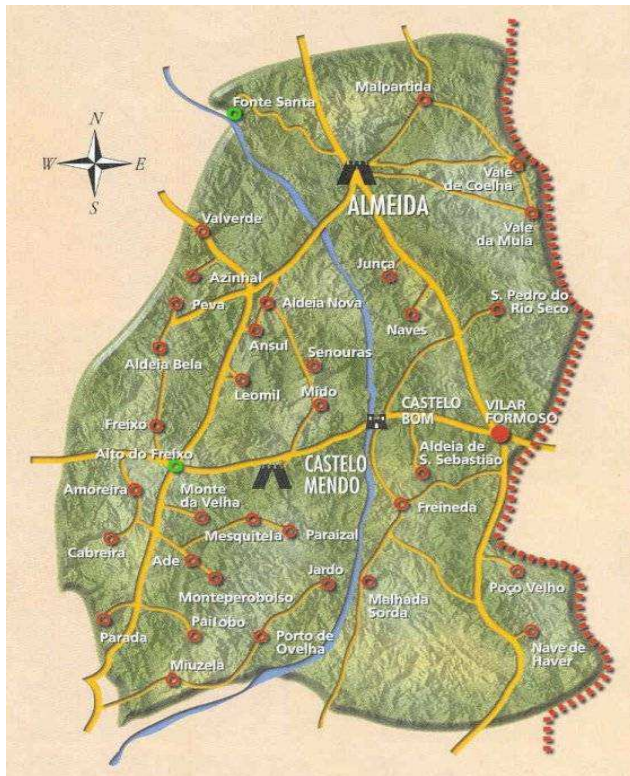 Malpartida
Fonte Santa
N
W E
S
Vale
de Coelha
ALMEIDA
Valverde
Vale
da Mula
Junça
Azinhal
Peva
Aldeia Nova
S. Pedro do
Rio Seco
Naves
Ansul
Senouras
Aldeia Bela
Leomil
Mido
CASTELO
BOM
VILAR
FORMOSO
Freixo
Alto do Freixo
Aldeia de
S. Sebastião
CASTELO
MENDO
Amoreira
Monte
da Velha
Freineda
Mesquitela
Paraizal
Cabreira
Ade
Jardo
Monteperobolso
Poço Velho
Malhada
Sorda
Parada
Pailobo
Porto de
Ovelha
Nave de
Haver
Miuzela